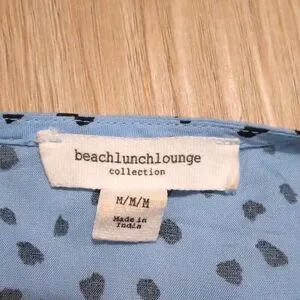 beachlunchlounge
collection
M/M/M
Made in
India